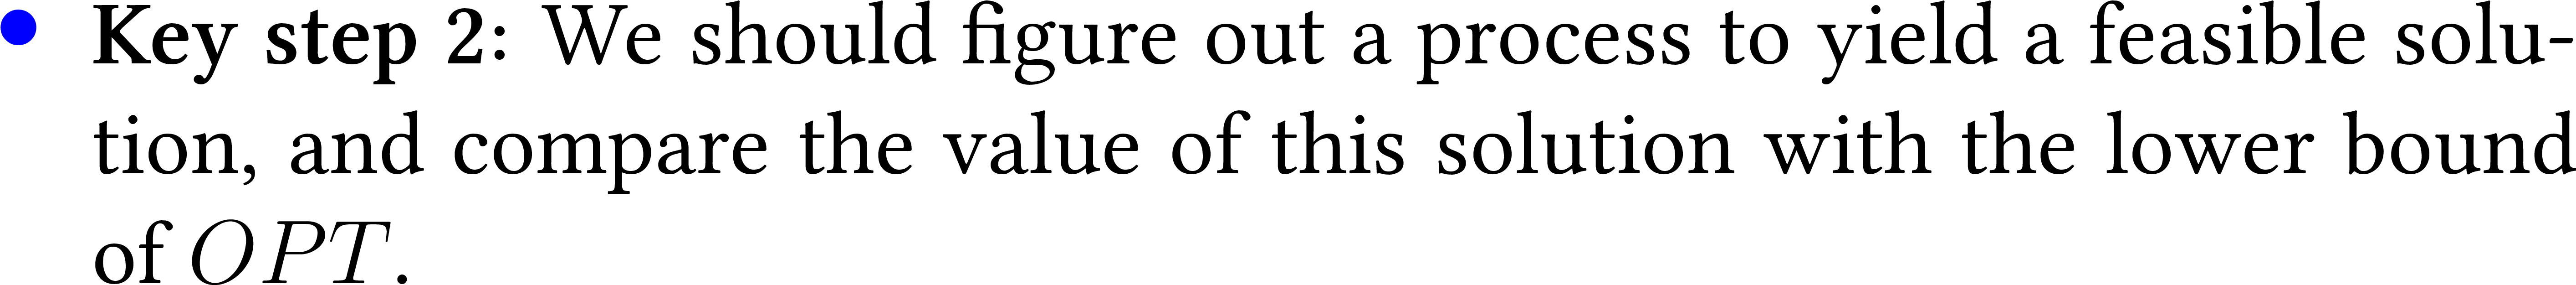 • Key step 2: We should figure out a process to yield a feasible solu-
tion, and compare the value of this solution with the lower bound
of OPT.